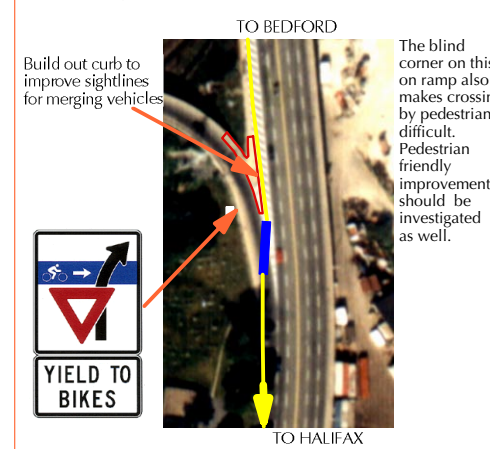 TO BEDFORD
Build out curb to
improve sightlines
for merging vehicles
The blind
corner on this
on ramp also
makes crossin
by pedestrian
difficult.
Pedestrian
friendly
improvement
should be
investigated
as well.
YIELD TO
BIKES
TO HALIFAX